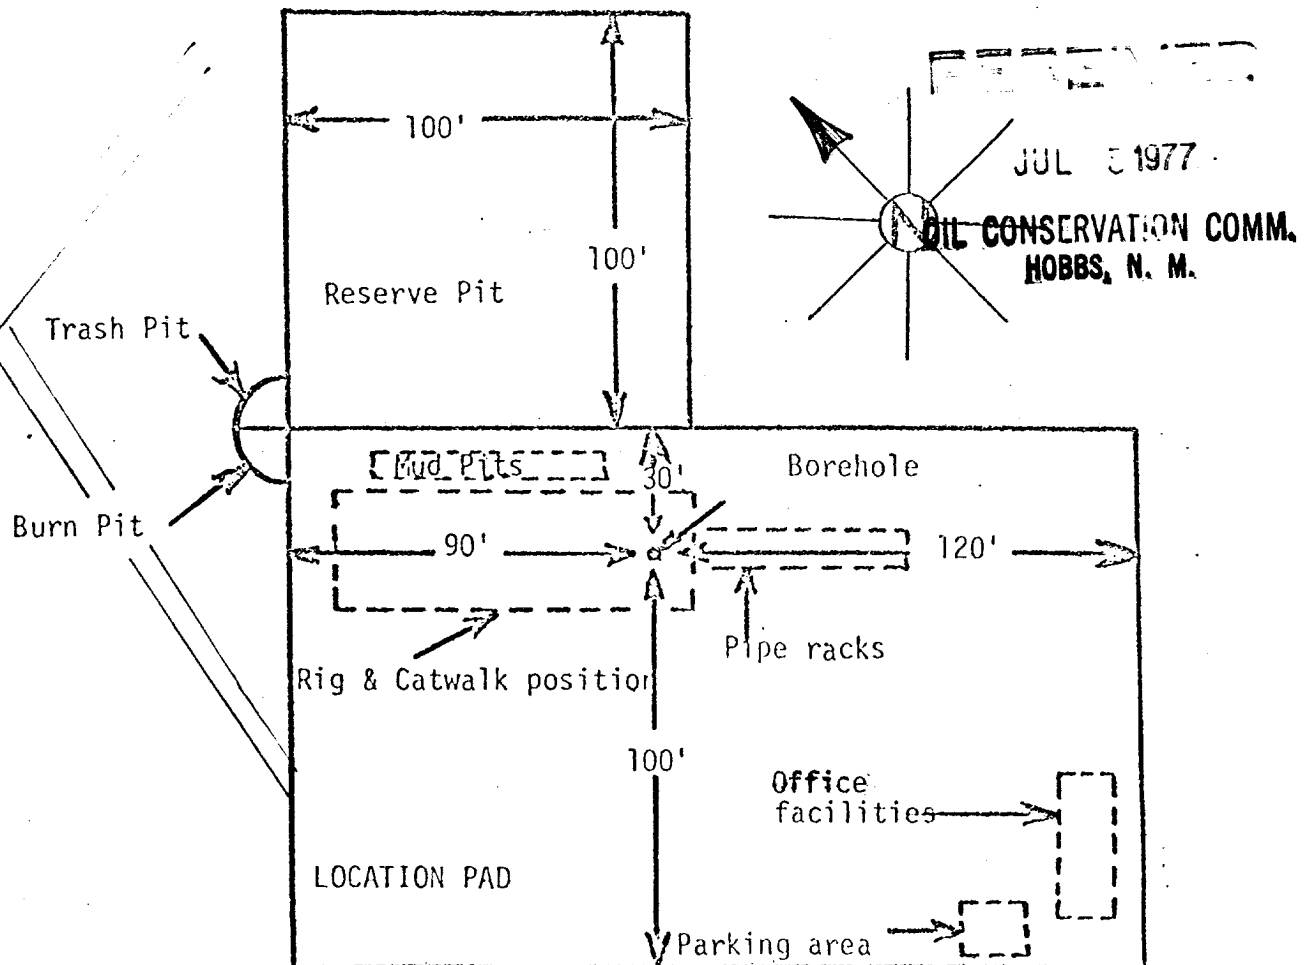 100'
JUL 1977
N
OIL CONSERVATION COMM.
HOBBS, N. M.
100'
Reserve Pit
Trash Pit
Mud Pits
30'
Borehole
Burn Pit
90'
120'
Pipe racks
Rig & Catwalk position
100'
Office
facilities
LOCATION PAD
Parking area